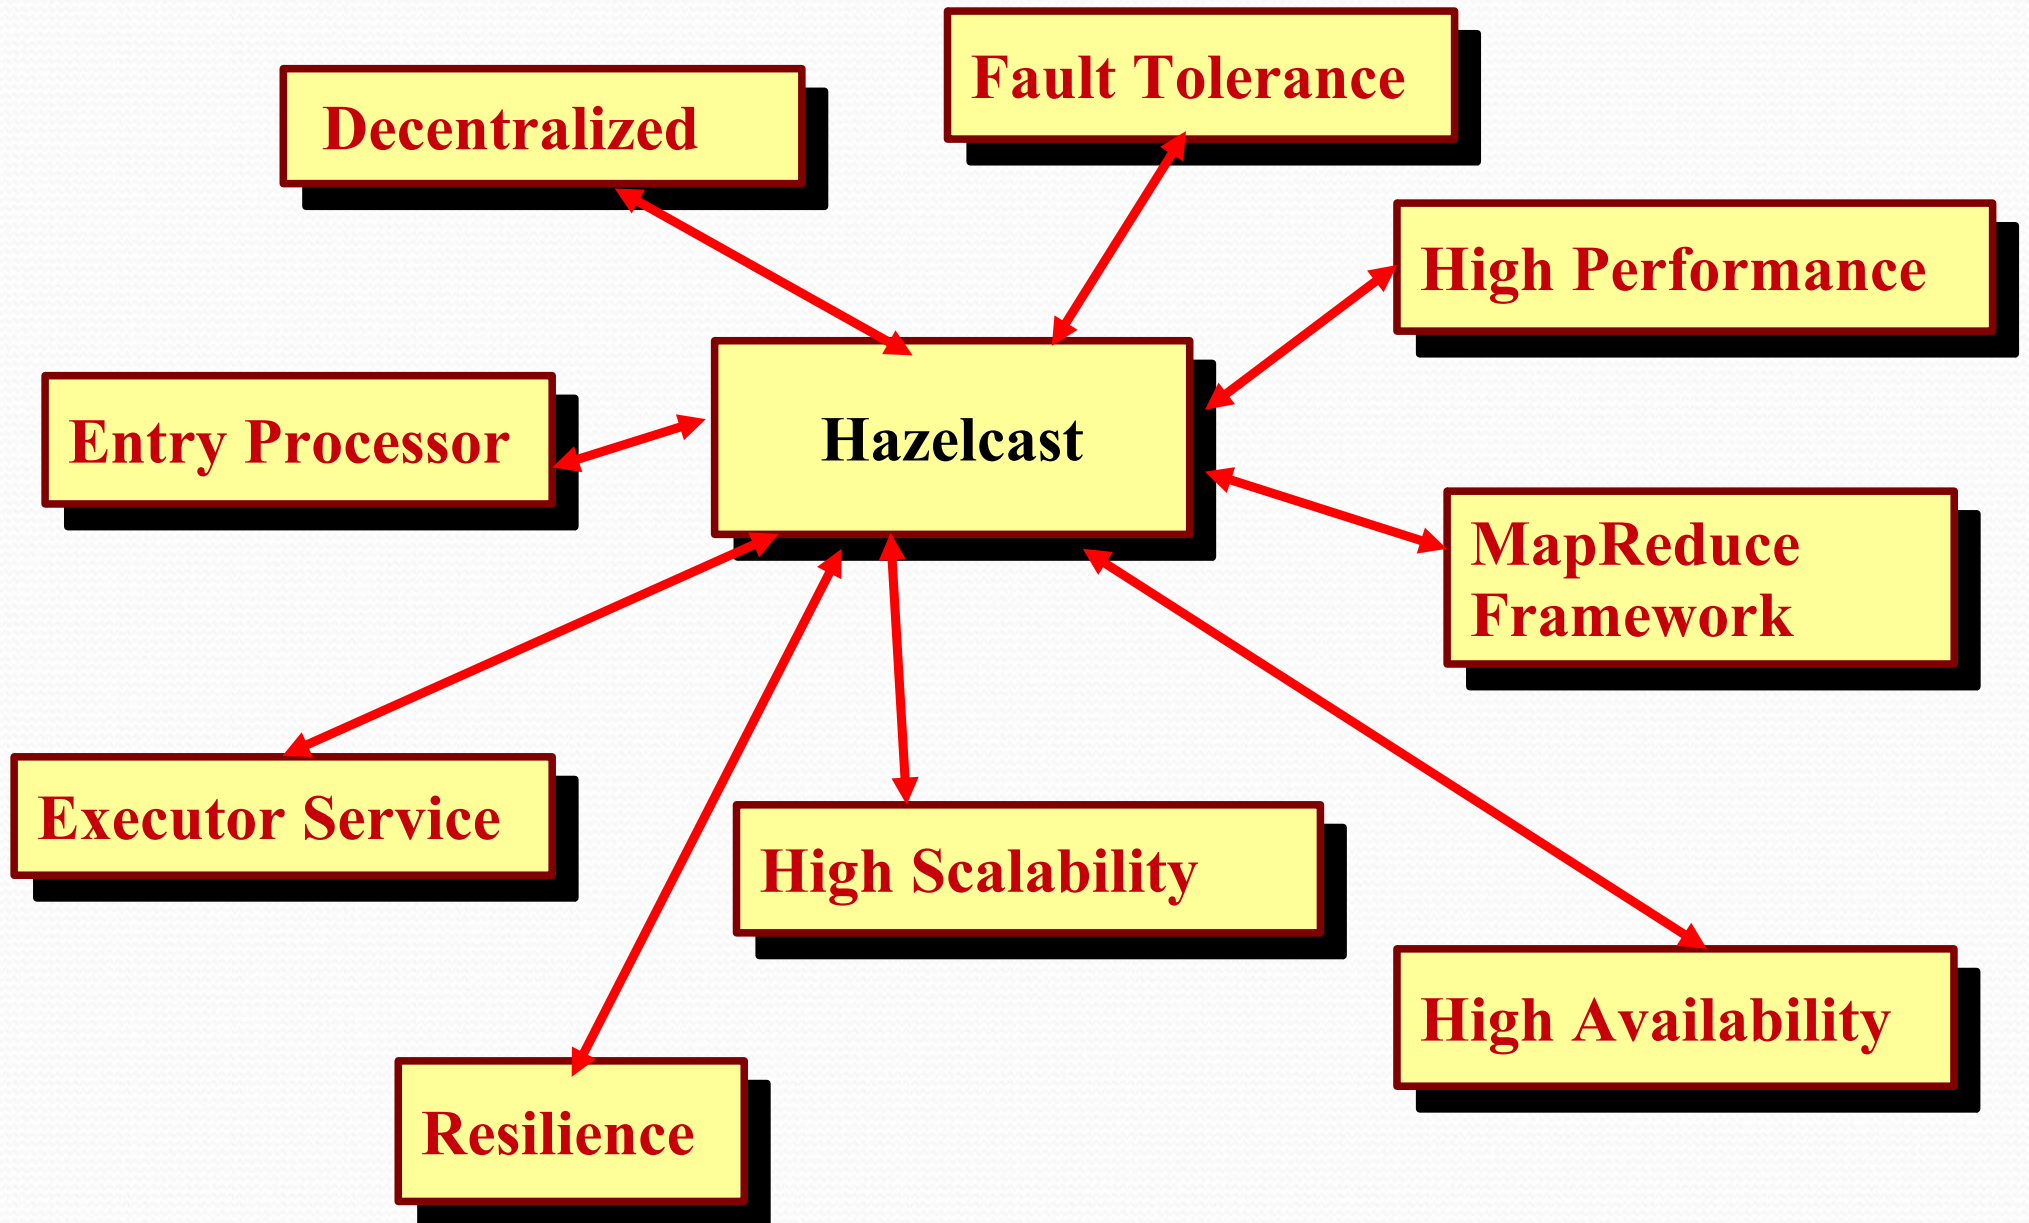 Fault Tolerance
Decentralized
High Performance
Hazelcast
Entry Processor
MapReduce
Framework
Executor Service
High Scalability
High Availability
Resilience